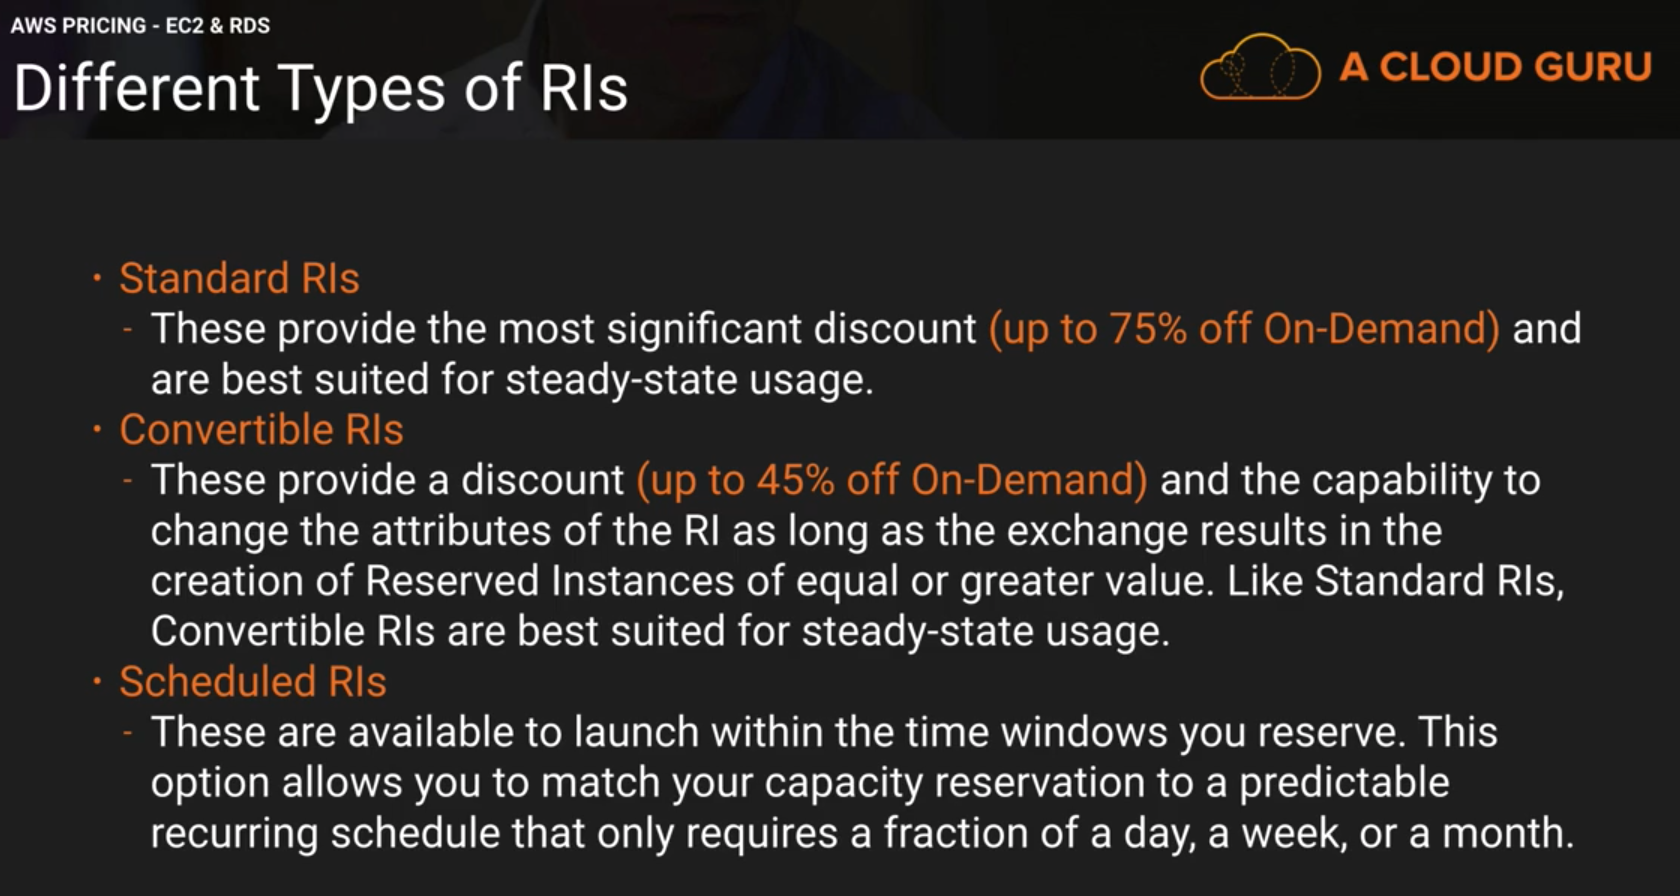 AWS PRICING - EC2 & RDS
Different Types of RIs
A CLOUD GURU
· Standard RIs
- These provide the most significant discount (up to 75% off On-Demand) and
are best suited for steady-state usage.
· Convertible RIs
- These provide a discount (up to 45% off On-Demand) and the capability to
change the attributes of the RI as long as the exchange results in the
creation of Reserved Instances of equal or greater value. Like Standard RIs,
Convertible RIs are best suited for steady-state usage.
· Scheduled RIs
- These are available to launch within the time windows you reserve. This
option allows you to match your capacity reservation to a predictable
recurring schedule that only requires a fraction of a day, a week, or a month.